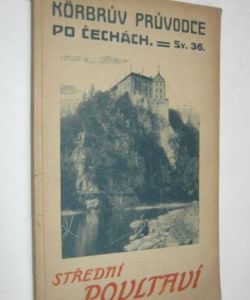 KÖRBRŮV PRŮVODCE
PO ČECHÁCH. = Sv. 36.
STŘEDNÍ
POVLTAVÍ